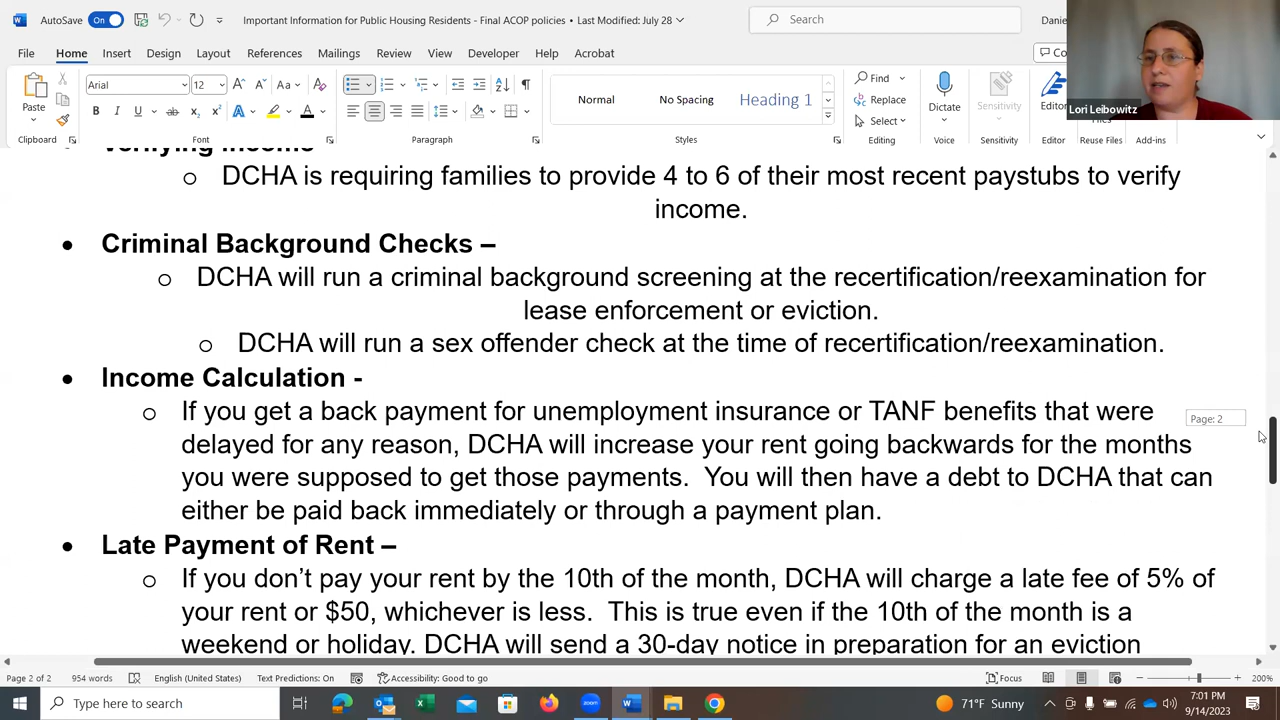 AutoSave On Important Information for Public Housing Residents - Final ACOP policies • Last Modified: July 28 Search Danie
File Home Insert Draw Design Layout References Mailings Review View Developer Help Acrobat
Paste Arial 12 Aa Normal No Spacing Heading 1 Find Replace Select Dictate Sensitivity Editor Reuse Files
Clipboard Font Paragraph Styles Editing Voice Sensitivity Editor Reuse Files Add-ins
Lori Leibowitz
Verifying Income
o DCHA is requiring families to provide 4 to 6 of their most recent paystubs to verify
income.
• Criminal Background Checks –
o DCHA will run a criminal background screening at the recertification/reexamination for
lease enforcement or eviction.
o DCHA will run a sex offender check at the time of recertification/reexamination.
• Income Calculation -
o If you get a back payment for unemployment insurance or TANF benefits that were
delayed for any reason, DCHA will increase your rent going backwards for the months
you were supposed to get those payments.  You will then have a debt to DCHA that can
either be paid back immediately or through a payment plan.
Page: 2
• Late Payment of Rent –
o If you don’t pay your rent by the 10th of the month, DCHA will charge a late fee of 5% of
your rent or $50, whichever is less.  This is true even if the 10th of the month is a
weekend or holiday. DCHA will send a 30-day notice in preparation for an eviction
Page 2 of 2 954 words English (United States) Text Predictions: On Accessibility: Good to go Focus 200%
Type here to search 71°F Sunny 7:01 PM
9/14/2023